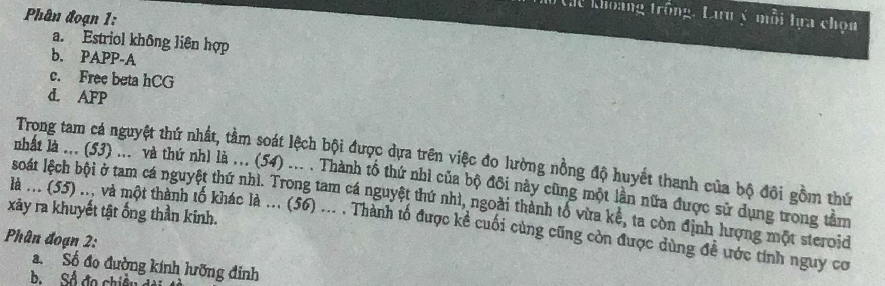 các khoảng trống. Lưu ý mỗi lựa chọn
Phân đoạn 1:
a. Estriol không liên hợp
b. PAPP-A
c. Free beta hCG
d. AFP
Trong tam cá nguyệt thứ nhất, tầm soát lệch bội được dựa trên việc đo lường nồng độ huyết thanh của bộ đôi gồm thứ
nhất là ... (53) ... và thứ nhì là ... (54) ... . Thành tố thứ nhì của bộ đôi này cũng một lần nữa được sử dụng trong tầm
soát lệch bội ở tam cá nguyệt thứ nhì. Trong tam cá nguyệt thứ nhì, ngoài thành tố vừa kể, ta còn định lượng một steroid
là ... (55) ..., và một thành tố khác là ... (56) ... . Thành tố được kể cuối cùng cũng còn được dùng để ước tính nguy cơ
xảy ra khuyết tật ống thần kinh.
Phân đoạn 2:
a. Số đo đường kính lưỡng đỉnh
b. Số đo chiều dài